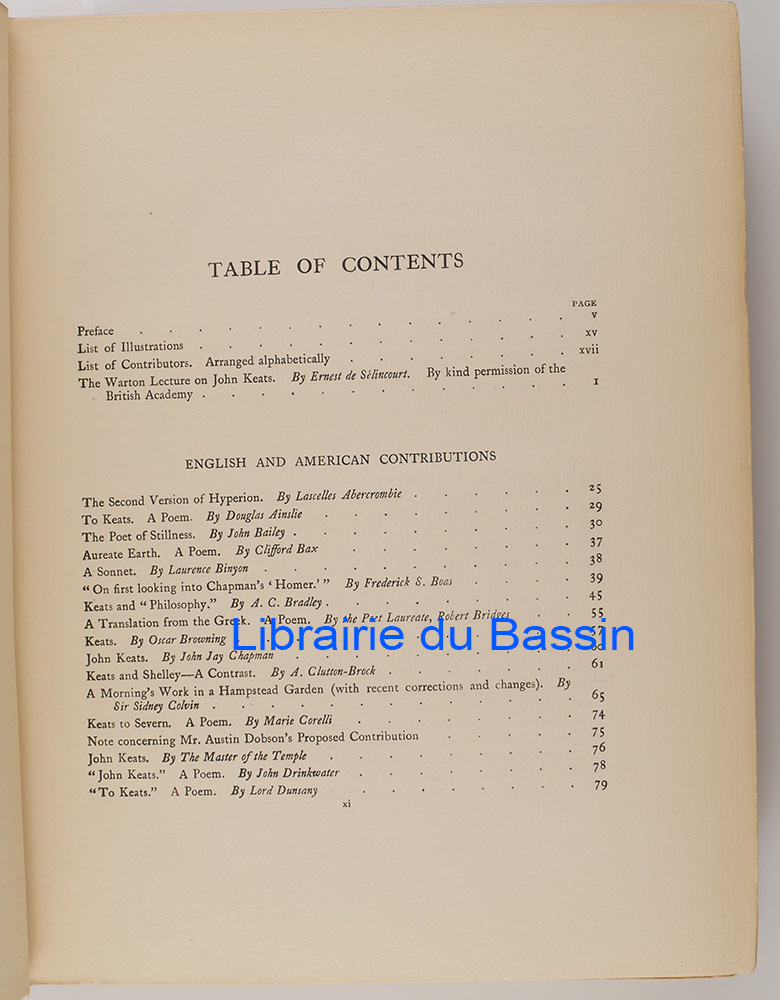 TABLE OF CONTENTS
PAGE
Preface . . . . . . . . . . . . . . . v
List of Illustrations . . . . . . . . . . . . . xv
List of Contributors. Arranged alphabetically . . . . . . . . xvii
The Warton Lecture on John Keats. By Ernest de Sélincourt. By kind permission of the
British Academy . . . . . . . . . . . . . 1
ENGLISH AND AMERICAN CONTRIBUTIONS
The Second Version of Hyperion. By Lascelles Abercrombie . . . . . . 25
To Keats. A Poem. By Douglas Ainslie . . . . . . . . . 29
The Poet of Stillness. By John Bailey . . . . . . . . . . 30
Aureate Earth. A Poem. By Clifford Bax . . . . . . . . 37
A Sonnet. By Laurence Binyon . . . . . . . . . . . 38
“On first looking into Chapman's ‘Homer.’” By Frederick S. Boas . . . . 39
Keats and “Philosophy.” By A. C. Bradley . . . . . . . . . 45
A Translation from the Greek. A Poem. By the Poet Laureate, Robert Bridges . . 55
Keats. By Oscar Browning . . . . . . . . . . . 57
Librairie du Bassin
John Keats. By John Jay Chapman . . . . . . . . . .
Keats and Shelley—A Contrast. By A. Clutton-Brock . . . . . . . 61
A Morning's Work in a Hampstead Garden (with recent corrections and changes). By
Sir Sidney Colvin . . . . . . . . . . . . . 65
Keats to Severn. A Poem. By Marie Corelli . . . . . . . . 74
Note concerning Mr. Austin Dobson's Proposed Contribution . . . . . 75
John Keats. By The Master of the Temple . . . . . . . . . 76
“John Keats.” A Poem. By John Drinkwater . . . . . . . . 78
“To Keats.” A Poem. By Lord Dunsany . . . . . . . . 79
xi